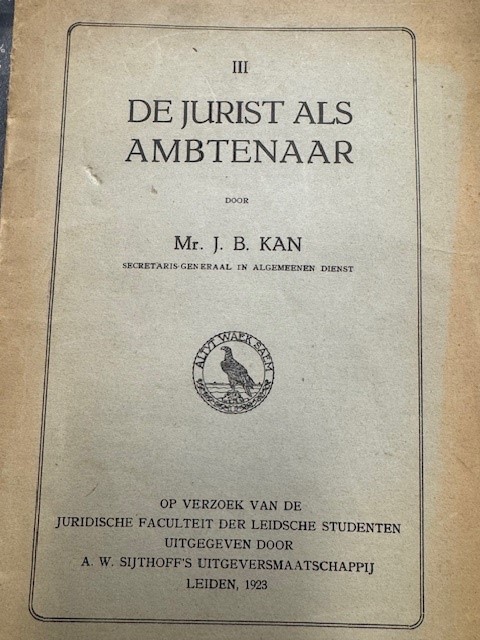 III
DE JURIST ALS
AMBTENAAR
DOOR
Mr. J. B. KAN
SECRETARIS-GENERAAL IN ALGEMEENEN DIENST
ALTYT WAEK SAEM
OP VERZOEK VAN DE
JURIDISCHE FACULTEIT DER LEIDSCHE STUDENTEN
UITGEGEVEN DOOR
A. W. SIJTHOFF'S UITGEVERSMAATSCHAPPIJ
LEIDEN, 1923